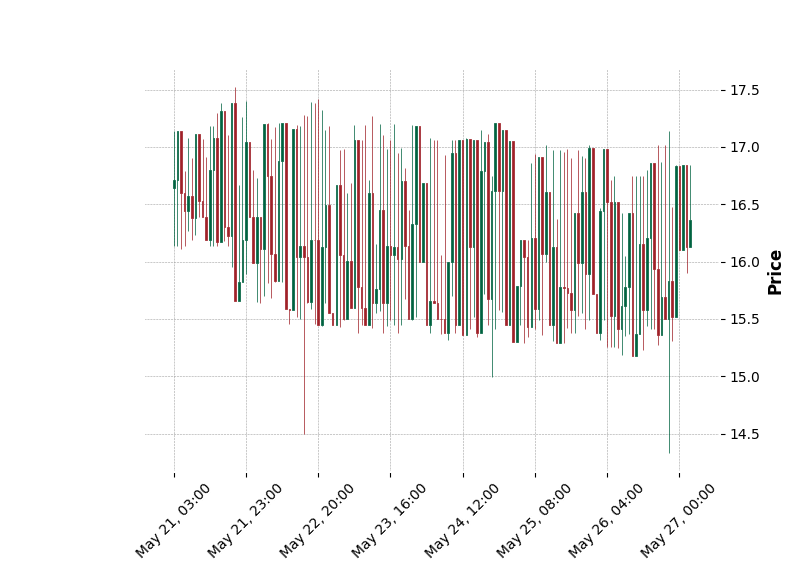 17.5
17.0
16.5
16.0
15.5
15.0
14.5
Price
May 21, 03:00
May 21, 23:00
May 22, 20:00
May 23, 16:00
May 24, 12:00
May 25, 08:00
May 26, 04:00
May 27, 00:00